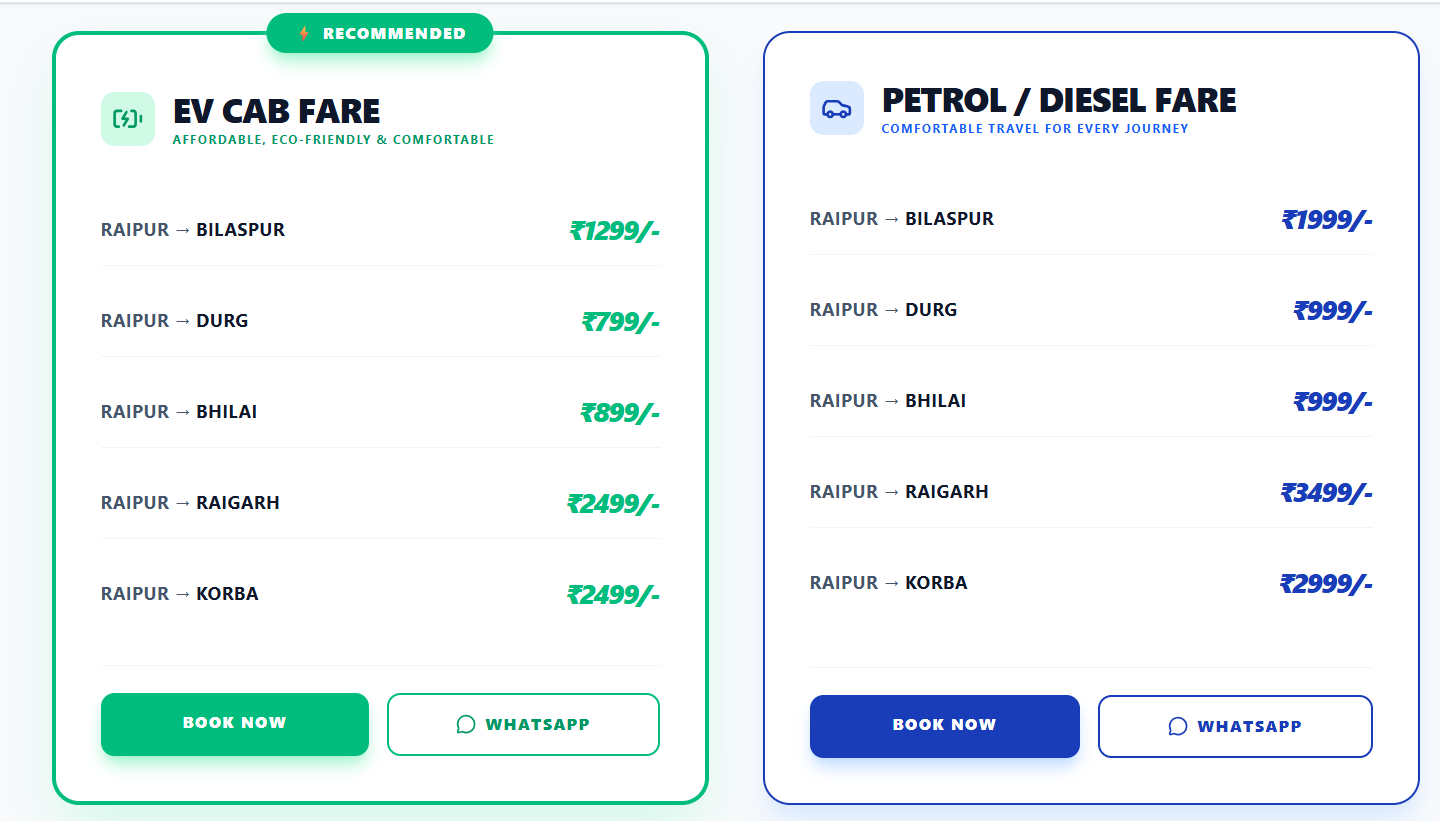 RECOMMENDED
EV CAB FARE
AFFORDABLE, ECO-FRIENDLY & COMFORTABLE
RAIPUR → BILASPUR ₹1299/-
RAIPUR → DURG ₹799/-
RAIPUR → BHILAI ₹899/-
RAIPUR → RAIGARH ₹2499/-
RAIPUR → KORBA ₹2499/-
BOOK NOW
WHATSAPP
PETROL / DIESEL FARE
COMFORTABLE TRAVEL FOR EVERY JOURNEY
RAIPUR → BILASPUR ₹1999/-
RAIPUR → DURG ₹999/-
RAIPUR → BHILAI ₹999/-
RAIPUR → RAIGARH ₹3499/-
RAIPUR → KORBA ₹2999/-
BOOK NOW
WHATSAPP